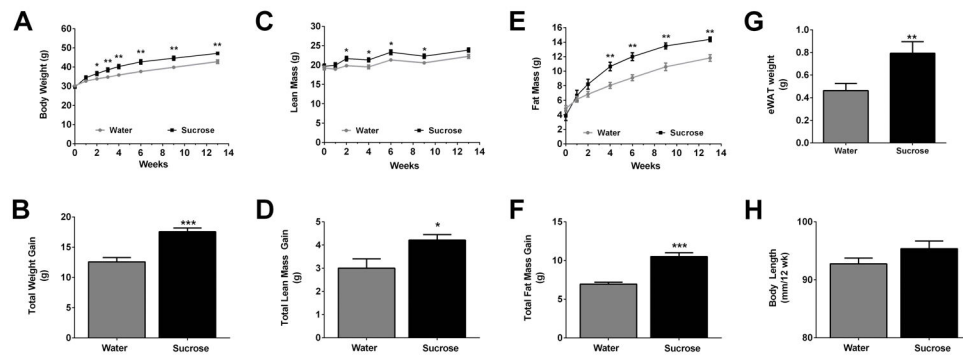 A
Body Weight (g)
60
50
40
30
20
10
0
* ** ** ** ** **
Water Sucrose
0 2 4 6 8 10 12 14
Weeks
C
Lean Mass (g)
30
25
20
15
10
5
0
* * * *
Water Sucrose
0 2 4 6 8 10 12 14
Weeks
E
Fat Mass (g)
16
14
12
10
8
6
4
2
0
** ** ** **
Water Sucrose
0 2 4 6 8 10 12 14
Weeks
G
eWAT weight
(g)
1.0
0.8
0.6
0.4
0.2
0.0
**
Water Sucrose
B
Total Weight Gain
(g)
20
15
10
5
0
***
Water Sucrose
D
Total Lean Mass Gain
(g)
5
4
3
2
1
0
*
Water Sucrose
F
Total Fat Mass Gain
(g)
15
10
5
0
***
Water Sucrose
H
Body Length
(mm/12 wk)
100
90
80
Water Sucrose